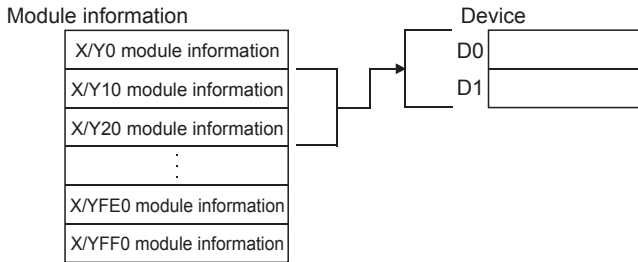 Module information
Device
X/Y0 module information
D0
X/Y10 module information
D1
X/Y20 module information
⋮
X/YFE0 module information
X/YFF0 module information